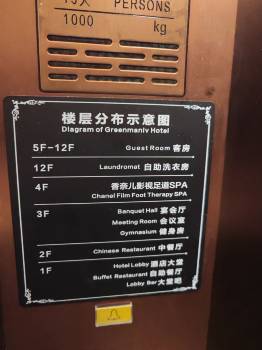 13人 PERSONS
1000 kg
楼层分布示意图
Diagram of Greenmaniv Hotel
5F-12F Guest Room 客房
12F Laundromat 自助洗衣房
4F 香奈儿影视足道SPA
Chanel Film Foot Therapy SPA
3F Banquet Hall 宴会厅
Meeting Room 会议室
Gymnasium 健身房
2F Chinese Restaurant 中餐厅
1F Hotel Lobby 酒店大堂
Buffet Restaurant 自助餐厅
Lobby Bar 大堂吧